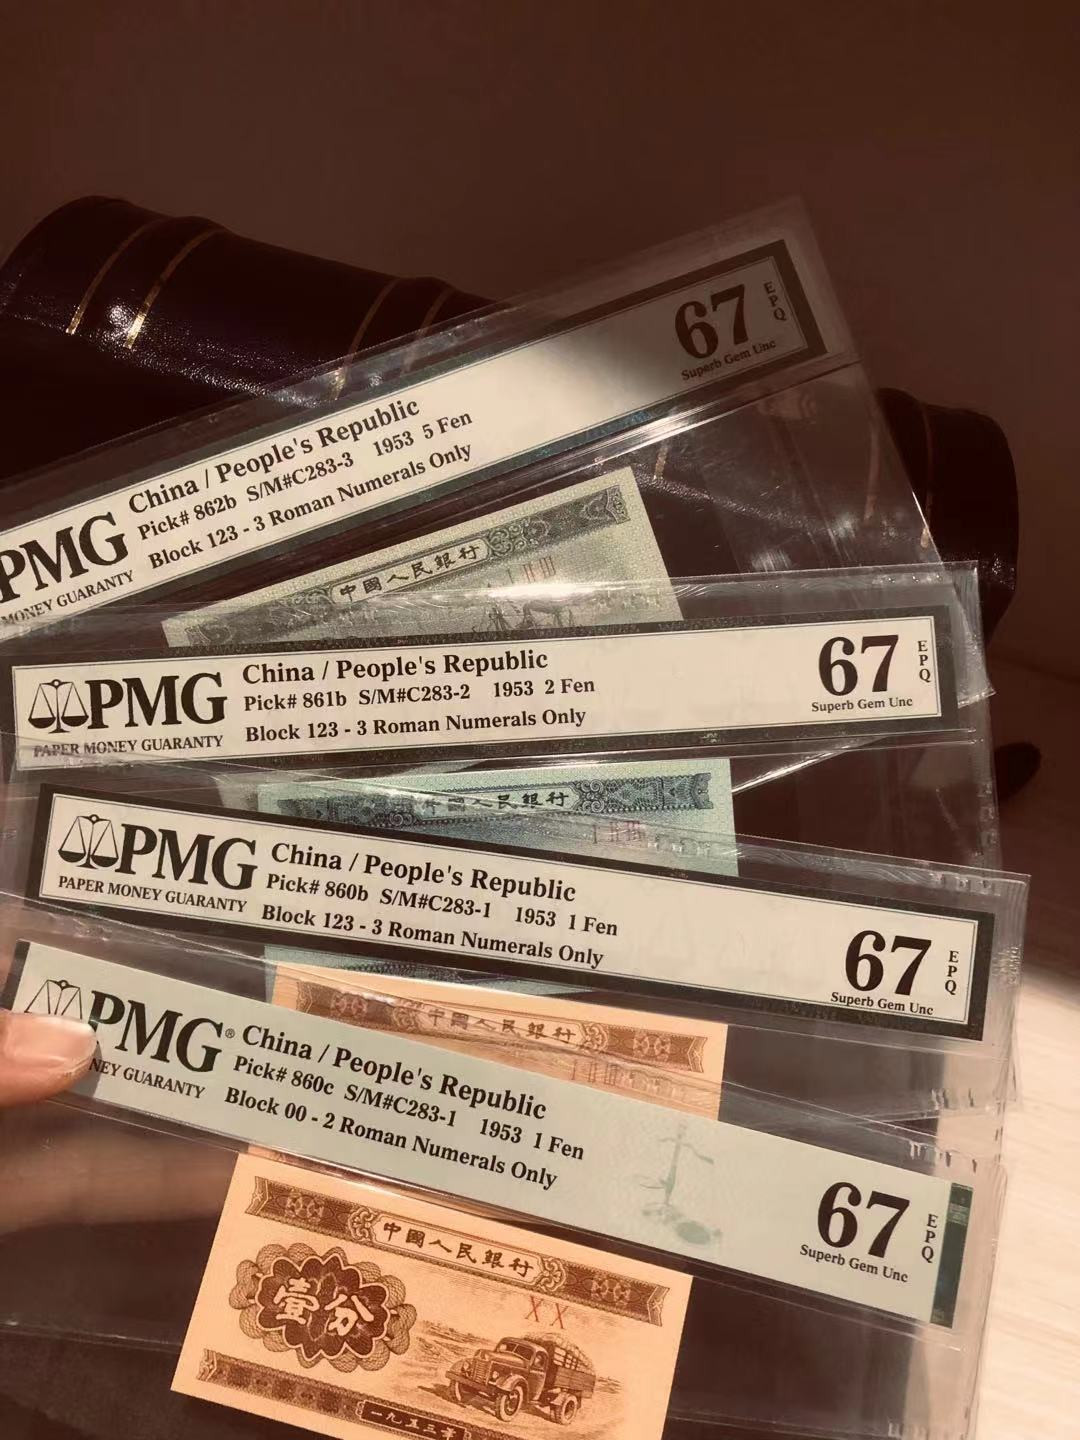 67 EPQ
Superb Gem Unc
PMG
MONEY GUARANTY
China / People's Republic
Pick# 862b S/M#C283-3 1953 5 Fen
Block 123 - 3 Roman Numerals Only
中國人民銀行
I II III
PMG
PAPER MONEY GUARANTY
China / People's Republic
Pick# 861b S/M#C283-2 1953 2 Fen
Block 123 - 3 Roman Numerals Only
67 EPQ
Superb Gem Unc
中國人民銀行
I II III
PMG
PAPER MONEY GUARANTY
China / People's Republic
Pick# 860b S/M#C283-1 1953 1 Fen
Block 123 - 3 Roman Numerals Only
67 EPQ
Superb Gem Unc
中國人民銀行
PMG®
NEY GUARANTY
China / People's Republic
Pick# 860c S/M#C283-1 1953 1 Fen
Block 00 - 2 Roman Numerals Only
67 EPQ
Superb Gem Unc
中國人民銀行
X X
壹分
一九五三年